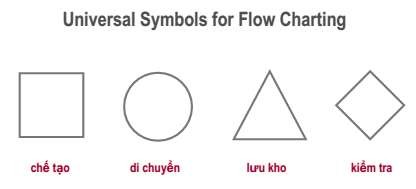 Universal Symbols for Flow Charting
chế tạo di chuyển lưu kho kiểm tra